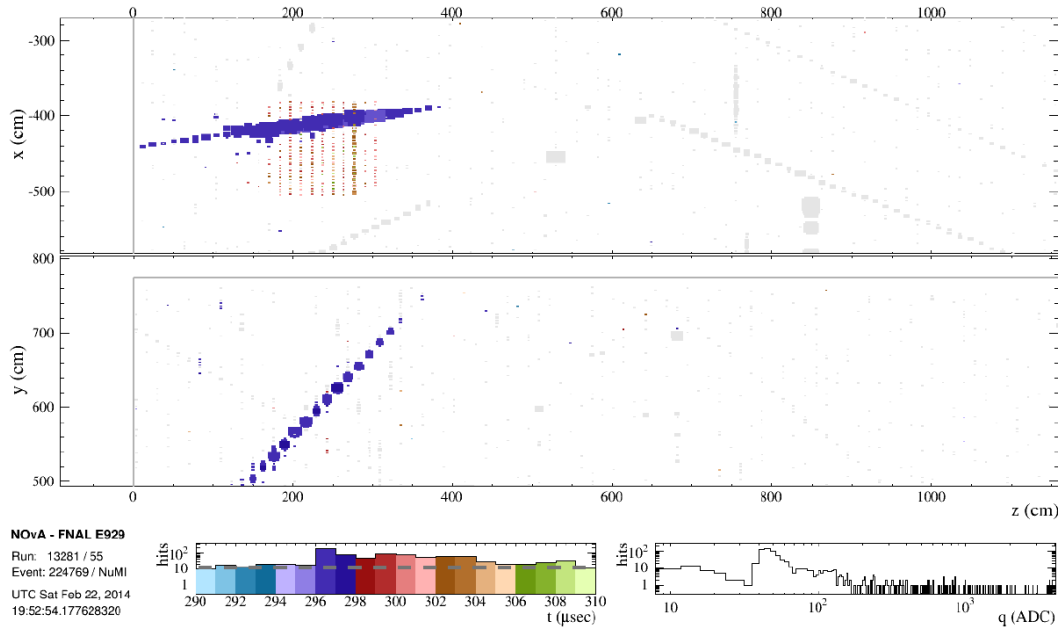 0 200 400 600 800 1000
x (cm)
-300
-400
-500
y (cm)
800
700
600
500
0 200 400 600 800 1000
z (cm)
NOvA - FNAL E929
Run: 13281 / 55
Event: 224769 / NuMI
UTC Sat Feb 22, 2014
19:52:54.177628320
hits
10²
10
1
290 292 294 296 298 300 302 304 306 308 310
t (μsec)
hits
10²
10
1
10 10² 10³
q (ADC)